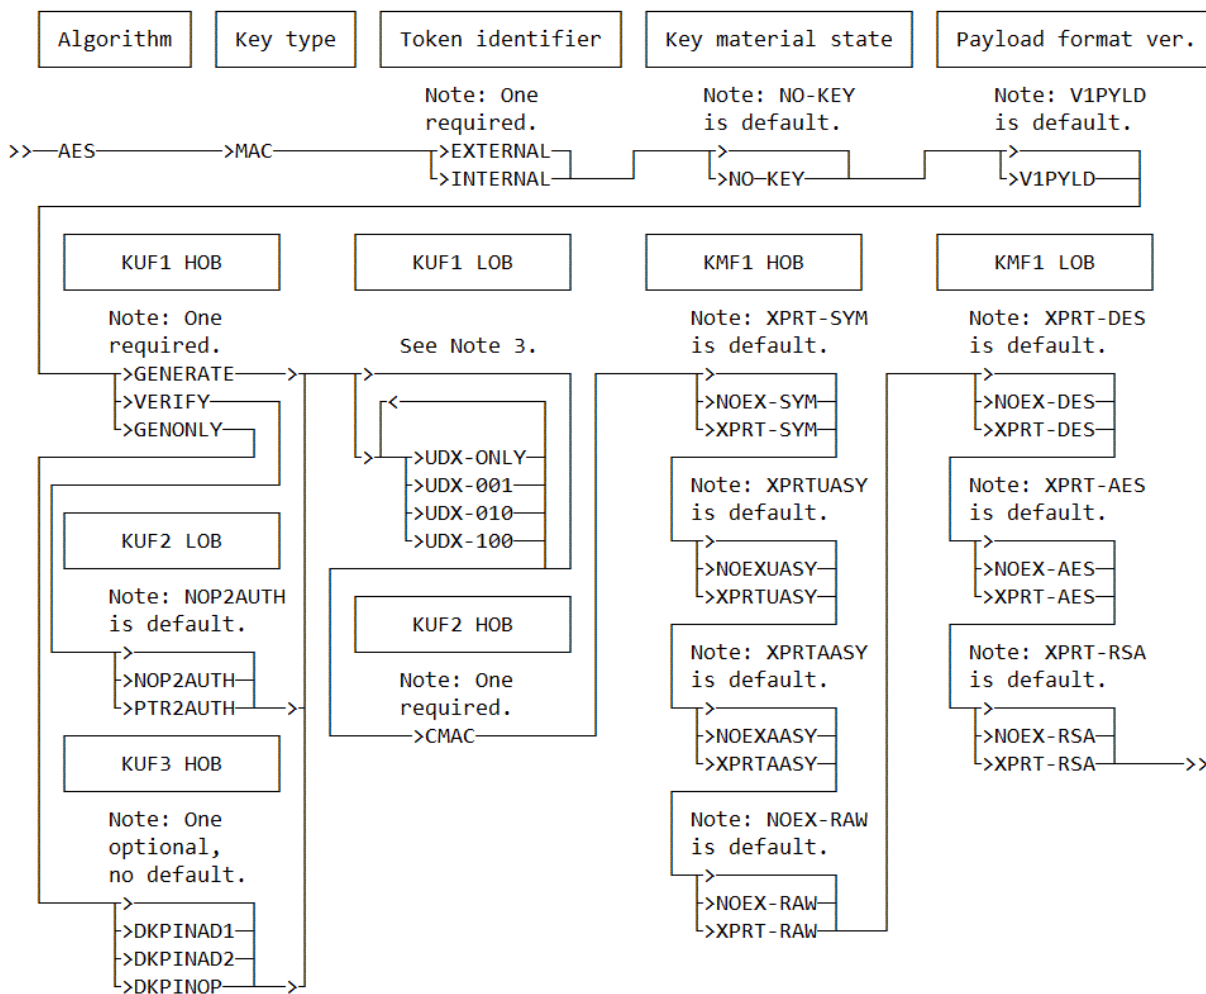 Algorithm Key type Token identifier Key material state Payload format ver.
Note: One Note: NO-KEY Note: V1PYLD
required. is default. is default.
>>—AES >MAC >EXTERNAL >
>INTERNAL >NO-KEY >V1PYLD
KUF1 HOB KUF1 LOB KMF1 HOB KMF1 LOB
Note: One Note: XPRT-SYM Note: XPRT-DES
required. See Note 3. is default. is default.
>GENERATE > > > >
>VERIFY < >NOEX-SYM >NOEX-DES
>GENONLY >XPRT-SYM >XPRT-DES
> >UDX-ONLY
>UDX-001 Note: XPRTUASY Note: XPRT-AES
>UDX-010 is default. is default.
KUF2 LOB >UDX-100 > >
>NOEXUASY >NOEX-AES
Note: NOP2AUTH >XPRTUASY >XPRT-AES
is default. KUF2 HOB
> Note: XPRTAASY Note: XPRT-RSA
>NOP2AUTH Note: One is default. is default.
>PTR2AUTH > required. > >
>CMAC >NOEXAASY >NOEX-RSA
KUF3 HOB >XPRTAASY >XPRT-RSA >>
Note: One Note: NOEX-RAW
optional, is default.
no default. >
> >NOEX-RAW
>DKPINAD1 >XPRT-RAW
>DKPINAD2
>DKPINOP >